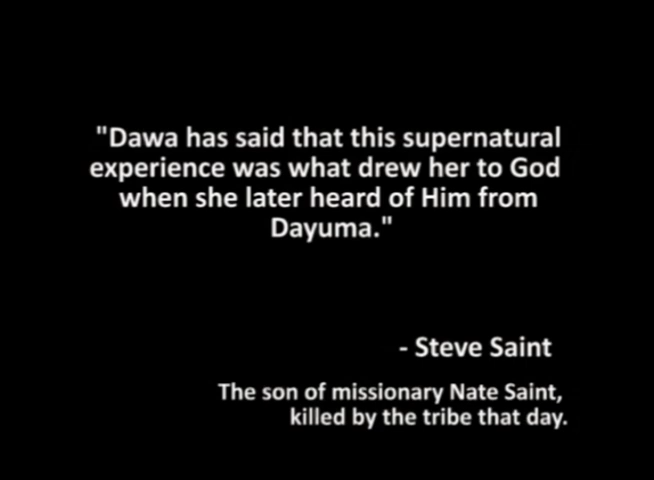 "Dawa has said that this supernatural
experience was what drew her to God
when she later heard of Him from
Dayuma."
- Steve Saint
The son of missionary Nate Saint,
killed by the tribe that day.